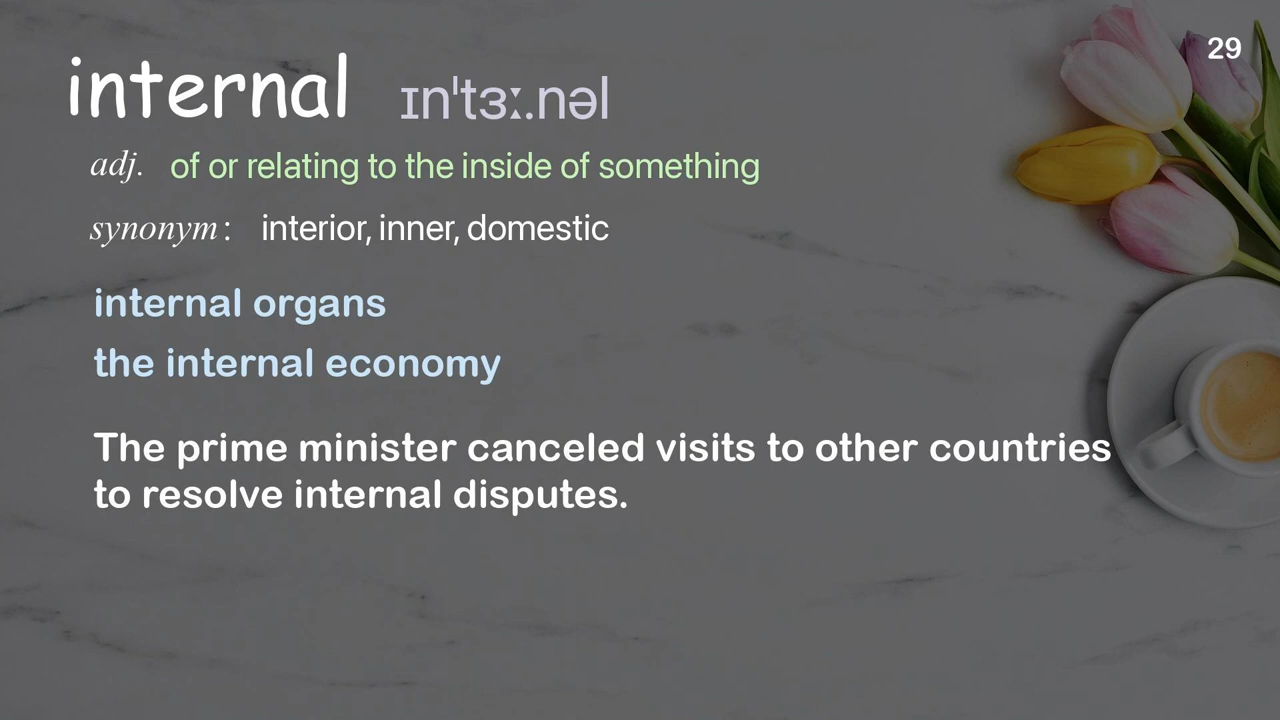 29
internal ɪnˈtɜː.nəl
adj. of or relating to the inside of something
synonym : interior, inner, domestic
internal organs
the internal economy
The prime minister canceled visits to other countries
to resolve internal disputes.